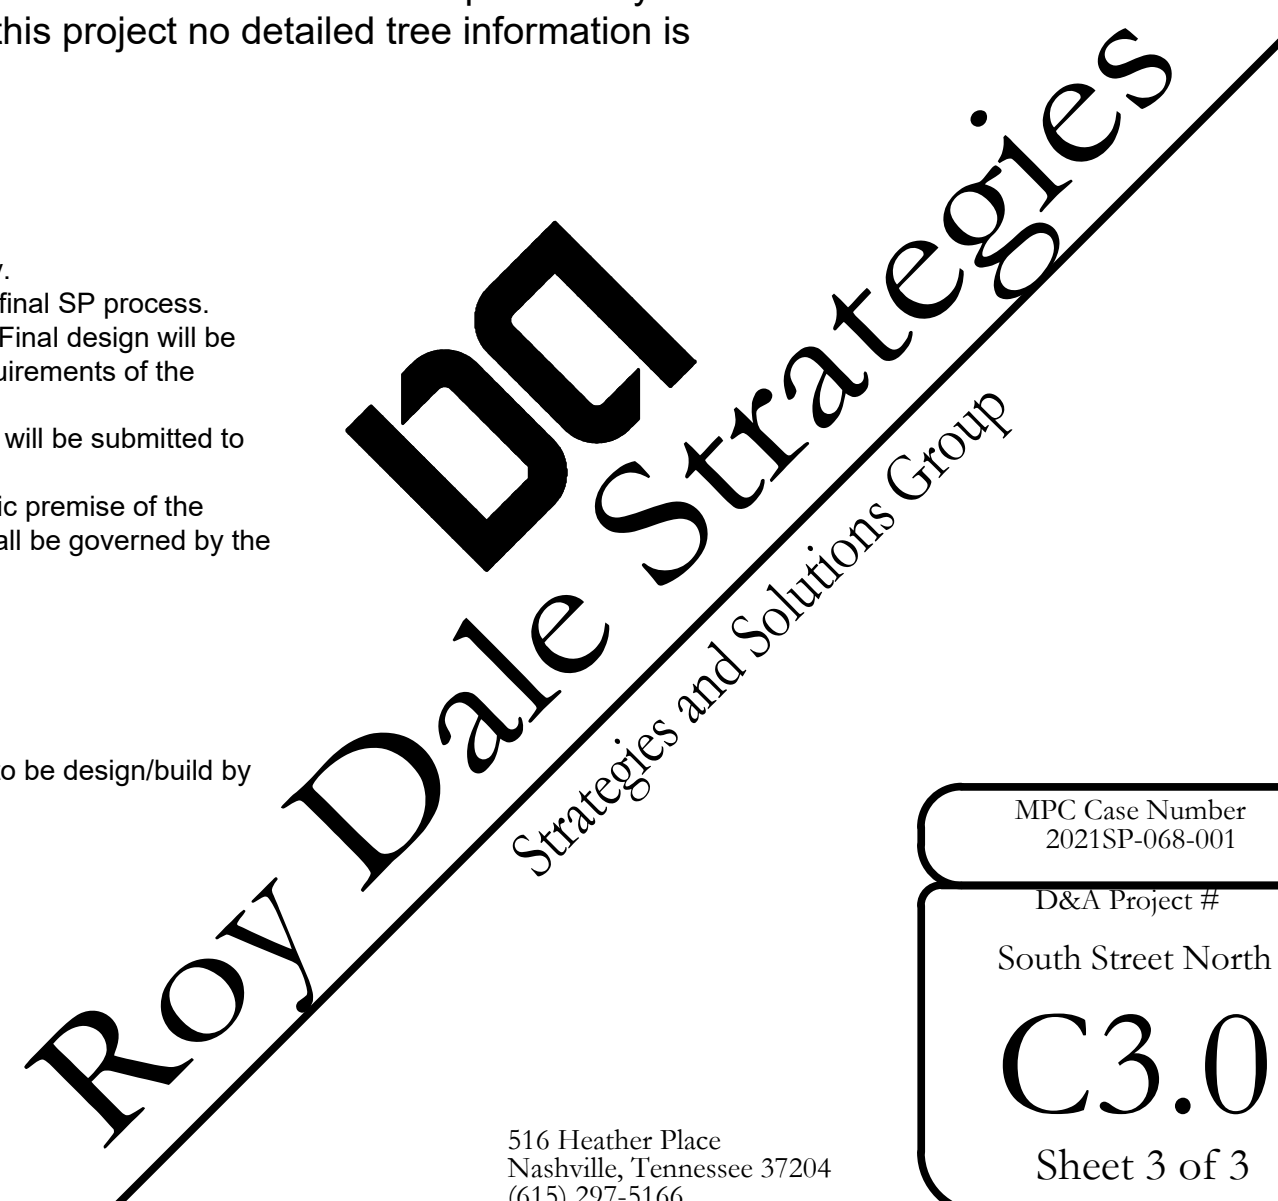 this project no detailed tree information is
y.
final SP process.
Final design will be
uirements of the
will be submitted to
ic premise of the
all be governed by the
to be design/build by
Roy Dale Strategies
Strategies and Solutions Group
MPC Case Number
2021SP-068-001
D&A Project #
South Street North
C3.0
Sheet 3 of 3
516 Heather Place
Nashville, Tennessee 37204
(615) 297-5166